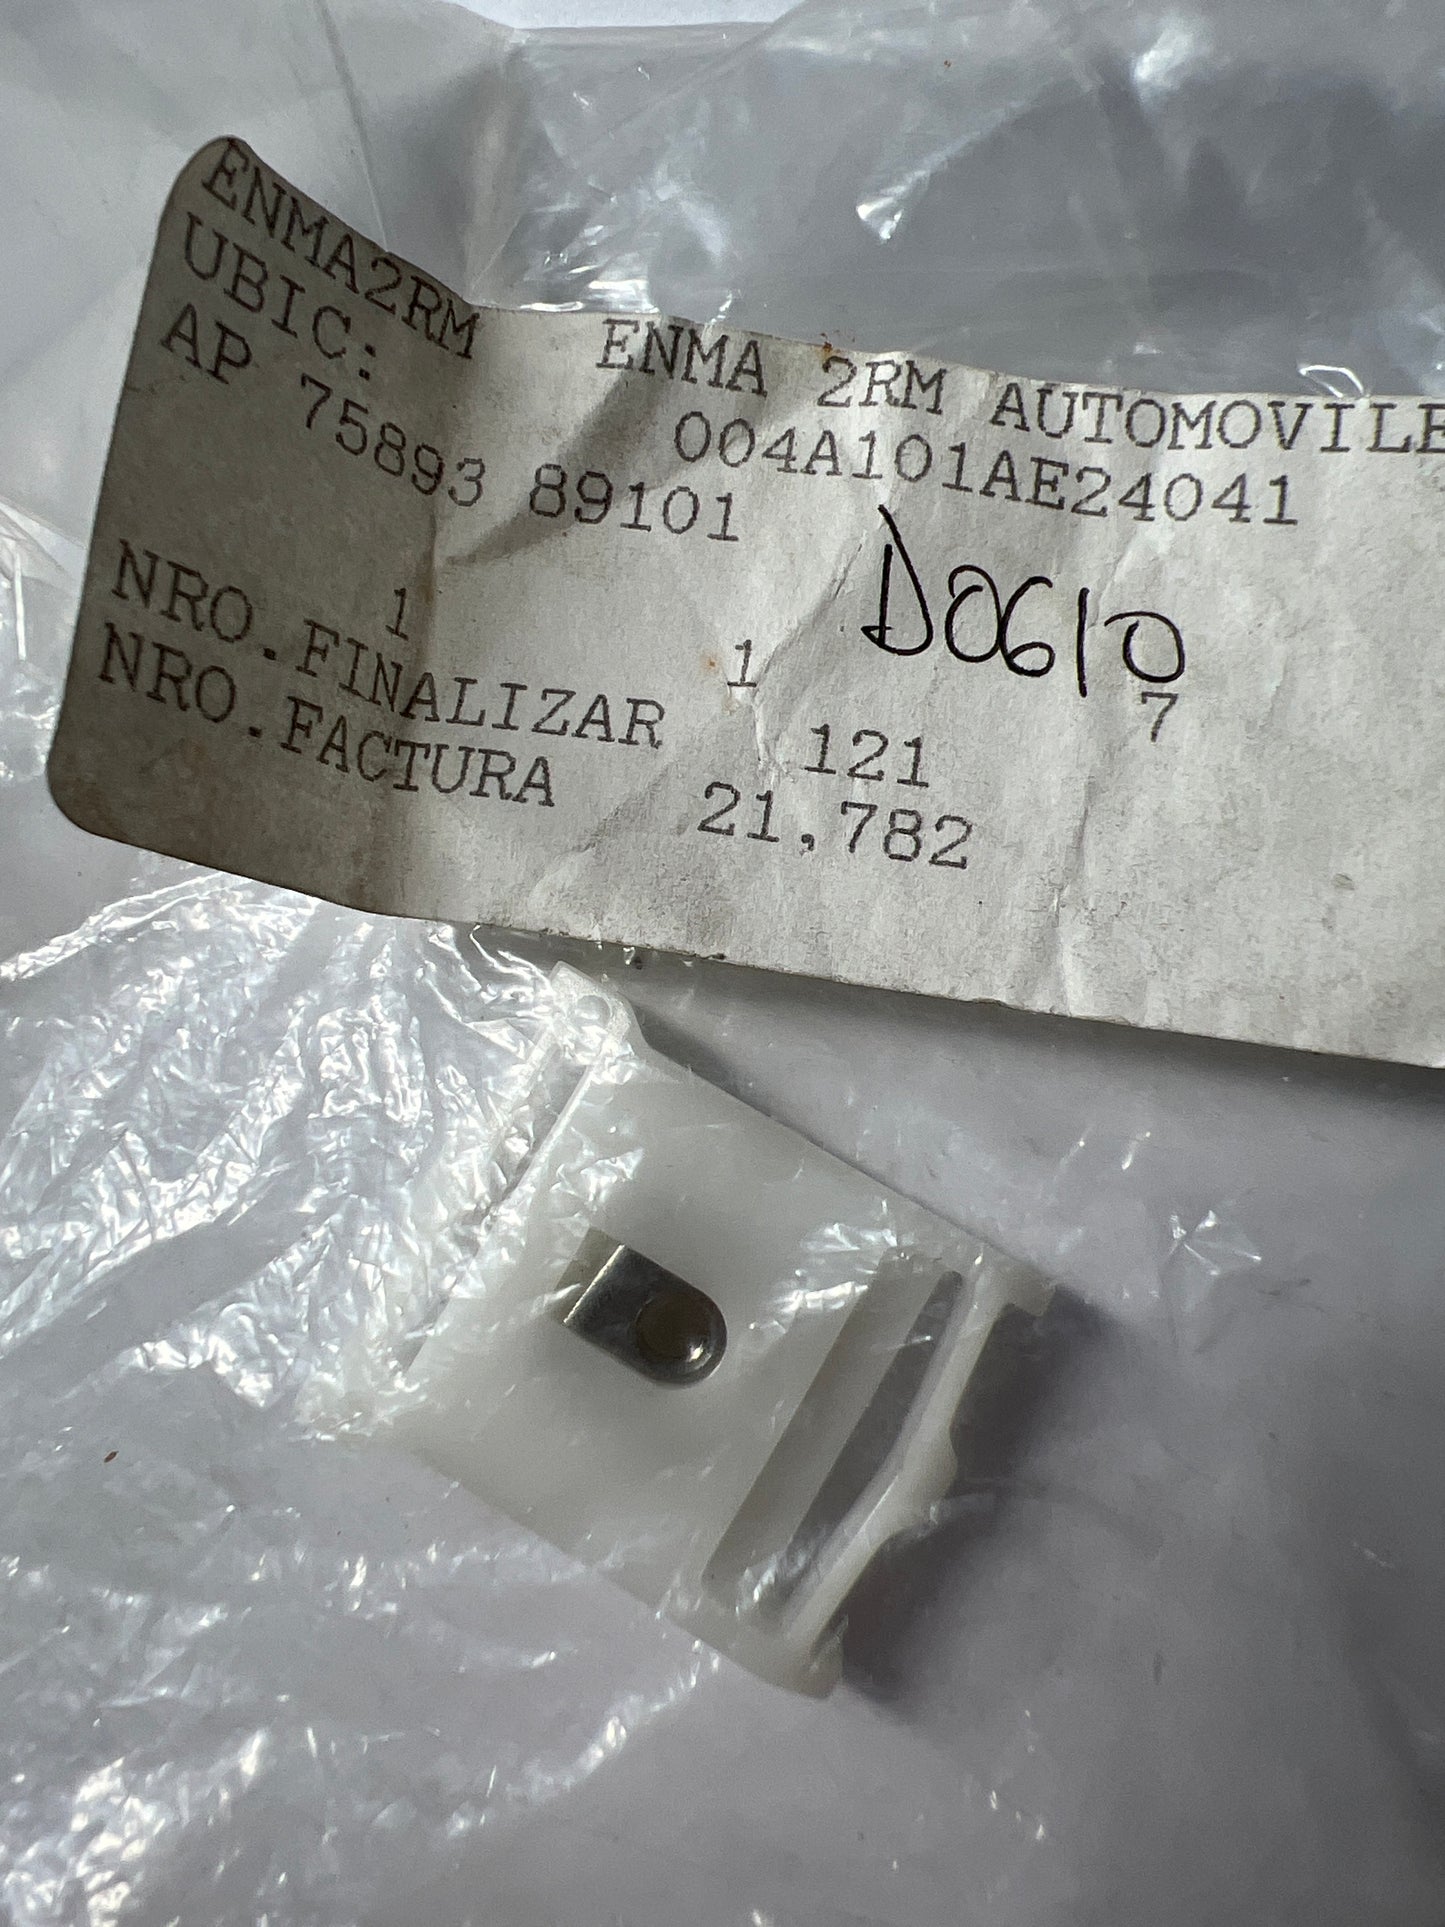 ENMA2RM ENMA 2RM AUTOMOVILE
UBIC: 004A101AE24041
AP 75893 89101
D0610
1 1 7
NRO.FINALIZAR 121
NRO.FACTURA 21,782